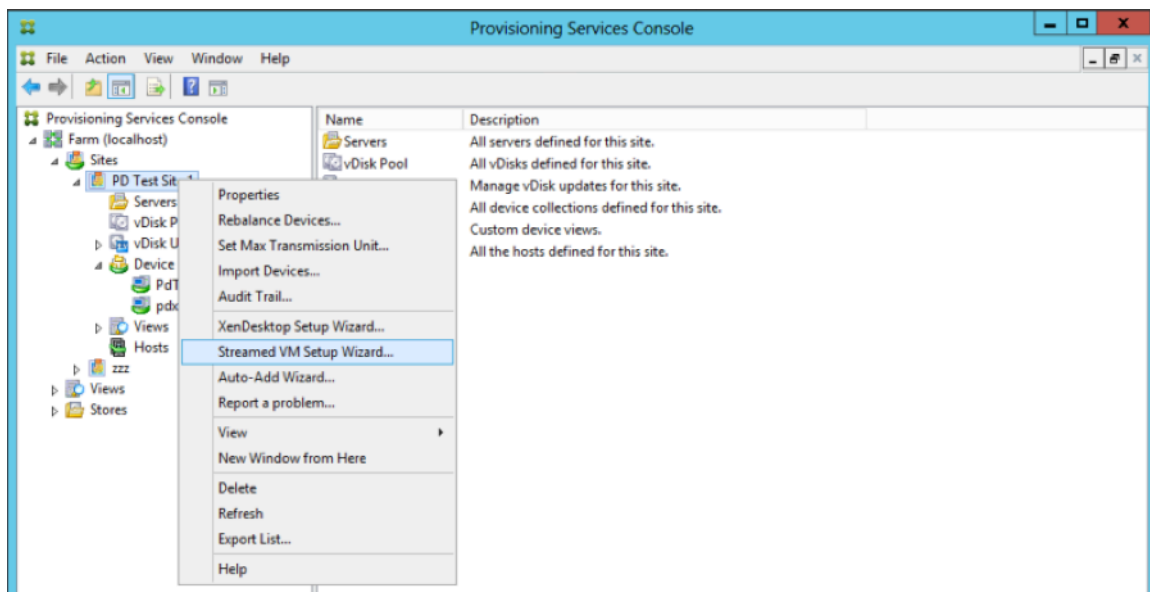 Provisioning Services Console
File Action View Window Help
Provisioning Services Console
Farm (localhost)
Sites
PD Test Site 1
Servers
vDisk P
vDisk U
Device
PdT
pdx
Views
Hosts
zzz
Views
Stores
Name Description
Servers All servers defined for this site.
vDisk Pool All vDisks defined for this site.
Manage vDisk updates for this site.
All device collections defined for this site.
Custom device views.
All the hosts defined for this site.
Properties
Rebalance Devices...
Set Max Transmission Unit...
Import Devices...
Audit Trail...
XenDesktop Setup Wizard...
Streamed VM Setup Wizard...
Auto-Add Wizard...
Report a problem...
View
New Window from Here
Delete
Refresh
Export List...
Help